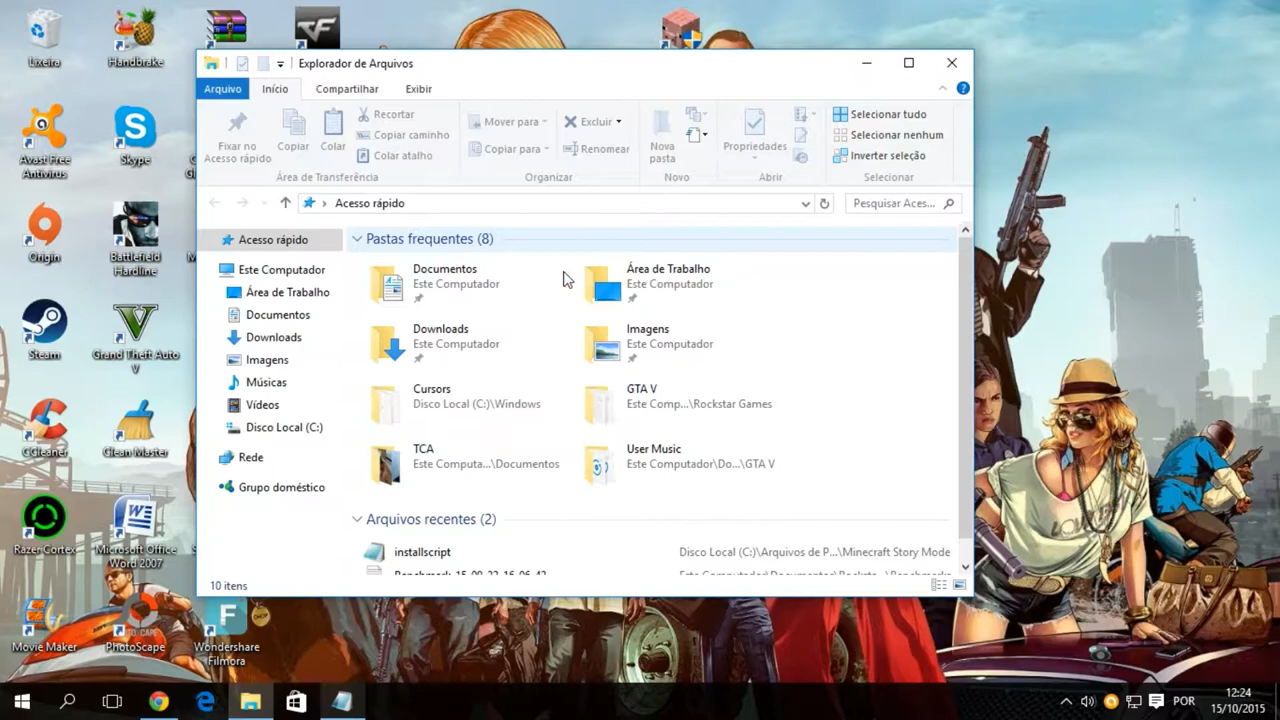 Lixeira
Handbrake
Avast Free
Antivirus
Skype
Origin
Battlefield
Hardline
Steam
Grand Theft Auto
V
CCleaner
Clean Master
Razer Cortex
Microsoft Office
Word 2007
Movie Maker
PhotoScape
Wondershare
Filmora
Explorador de Arquivos
Arquivo
Início
Compartilhar
Exibir
Fixar no
Acesso rápido
Copiar
Colar
Recortar
Copiar caminho
Colar atalho
Área de Transferência
Mover para
Copiar para
Excluir
Renomear
Organizar
Nova
pasta
Novo
Propriedades
Abrir
Selecionar tudo
Selecionar nenhum
Inverter seleção
Selecionar
Acesso rápido
Pesquisar Aces...
Acesso rápido
Este Computador
Área de Trabalho
Documentos
Downloads
Imagens
Músicas
Vídeos
Disco Local (C:)
Rede
Grupo doméstico
Pastas frequentes (8)
Documentos
Este Computador
Área de Trabalho
Este Computador
Downloads
Este Computador
Imagens
Este Computador
Cursors
Disco Local (C:)\Windows
GTA V
Este Comp...\Rockstar Games
TCA
Este Computa...\Documentos
User Music
Este Computador\Do...\GTA V
Arquivos recentes (2)
installscript
Disco Local (C:)\Arquivos de P...\Minecraft Story Mode
10 itens
POR
12:24
15/10/2015